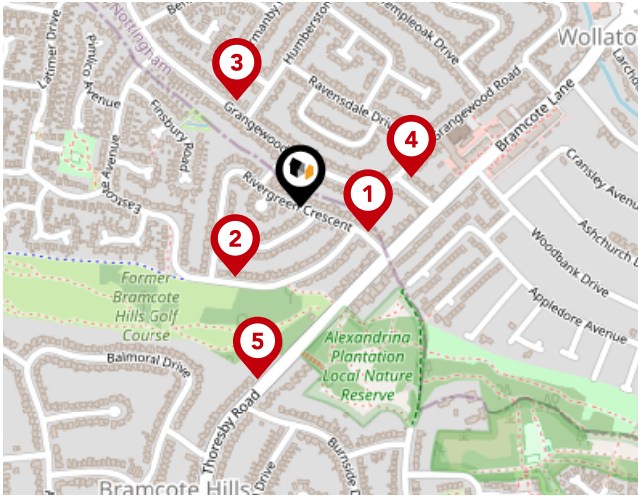 Nottingham
Humberston
Templeoak Drive
Wollato
Latimer Drive
Pimlico Avenue
Finsbury Road
3
Ravensdale Drive
Grangewood Road
Bramcote Lane
Grangewood
4
Cransley Avenue
Rivergreen Crescent
1
2
Ashchurch D
Woodbank Drive
Appledore Avenue
Former
Bramcote
Hills Golf
Course
5
Alexandrina
Plantation
Local Nature
Reserve
Balmoral Drive
Thoresby Road
Burnside D
Drive
Bramcote Hills